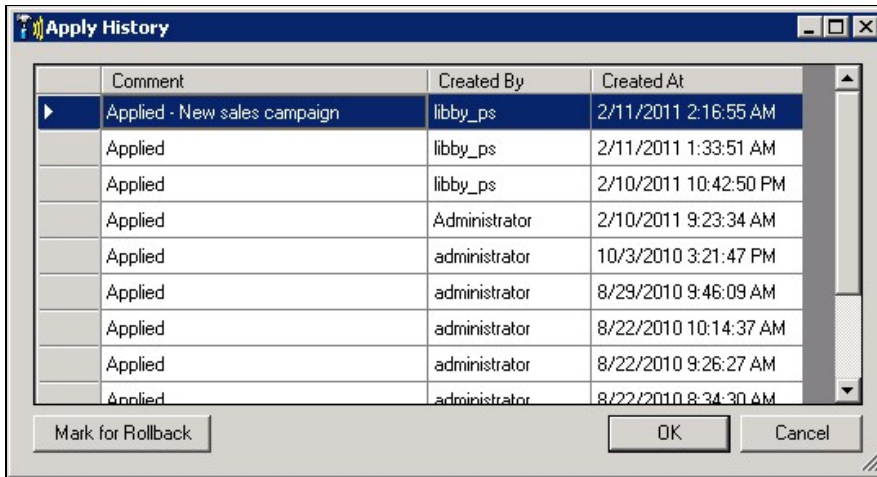 Apply History
Comment Created By Created At
Applied - New sales campaign libby_ps 2/11/2011 2:16:55 AM
Applied libby_ps 2/11/2011 1:33:51 AM
Applied libby_ps 2/10/2011 10:42:50 PM
Applied Administrator 2/10/2011 9:23:34 AM
Applied administrator 10/3/2010 3:21:47 PM
Applied administrator 8/29/2010 9:46:09 AM
Applied administrator 8/22/2010 10:14:37 AM
Applied administrator 8/22/2010 9:26:27 AM
Applied administrator 8/22/2010 8:34:30 AM
Mark for Rollback OK Cancel